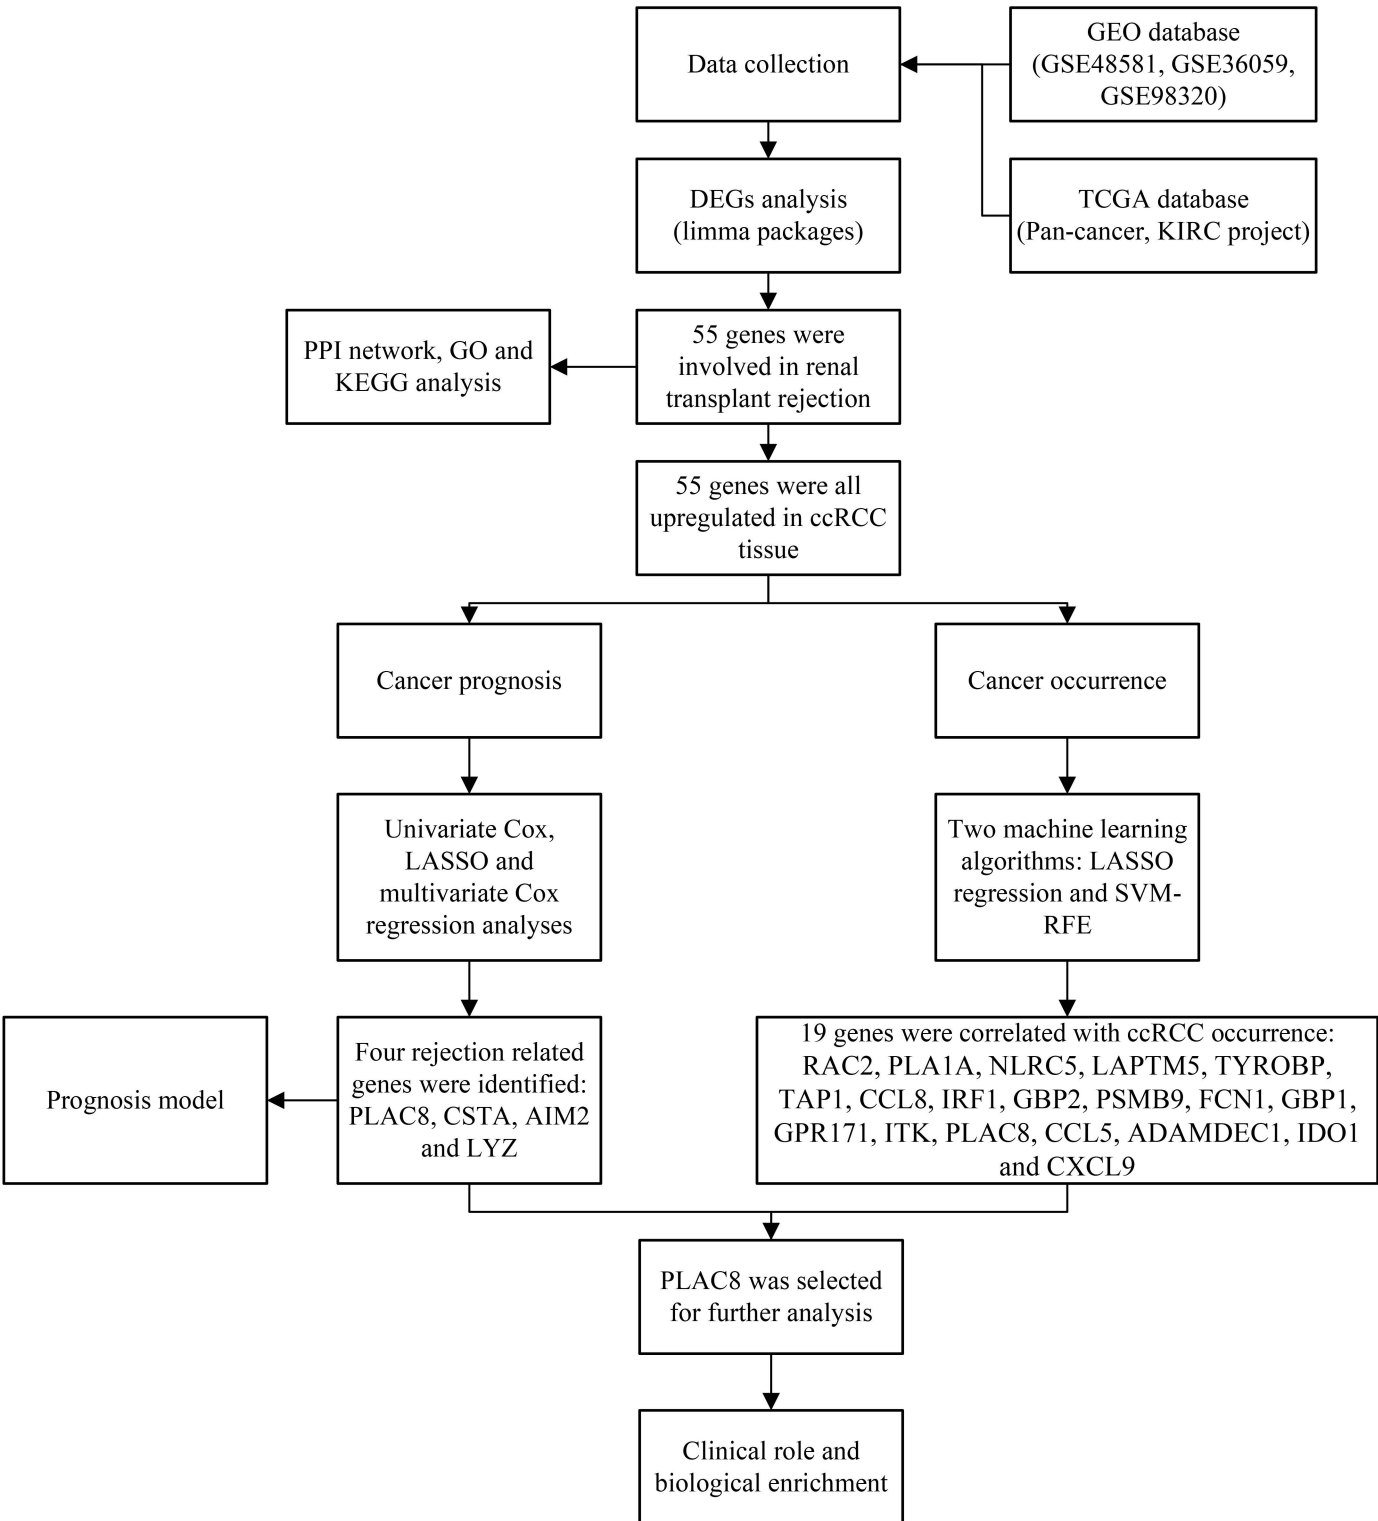 Data collection
GEO database
(GSE48581, GSE36059,
GSE98320)
DEGs analysis
(limma packages)
TCGA database
(Pan-cancer, KIRC project)
PPI network, GO and
KEGG analysis
55 genes were
involved in renal
transplant rejection
55 genes were all
upregulated in ccRCC
tissue
Cancer prognosis
Cancer occurrence
Univariate Cox,
LASSO and
multivariate Cox
regression analyses
Two machine learning
algorithms: LASSO
regression and SVM-
RFE
Prognosis model
Four rejection related
genes were identified:
PLAC8, CSTA, AIM2
and LYZ
19 genes were correlated with ccRCC occurrence:
RAC2, PLA1A, NLRC5, LAPTM5, TYROBP,
TAP1, CCL8, IRF1, GBP2, PSMB9, FCN1, GBP1,
GPR171, ITK, PLAC8, CCL5, ADAMDEC1, IDO1
and CXCL9
PLAC8 was selected
for further analysis
Clinical role and
biological enrichment